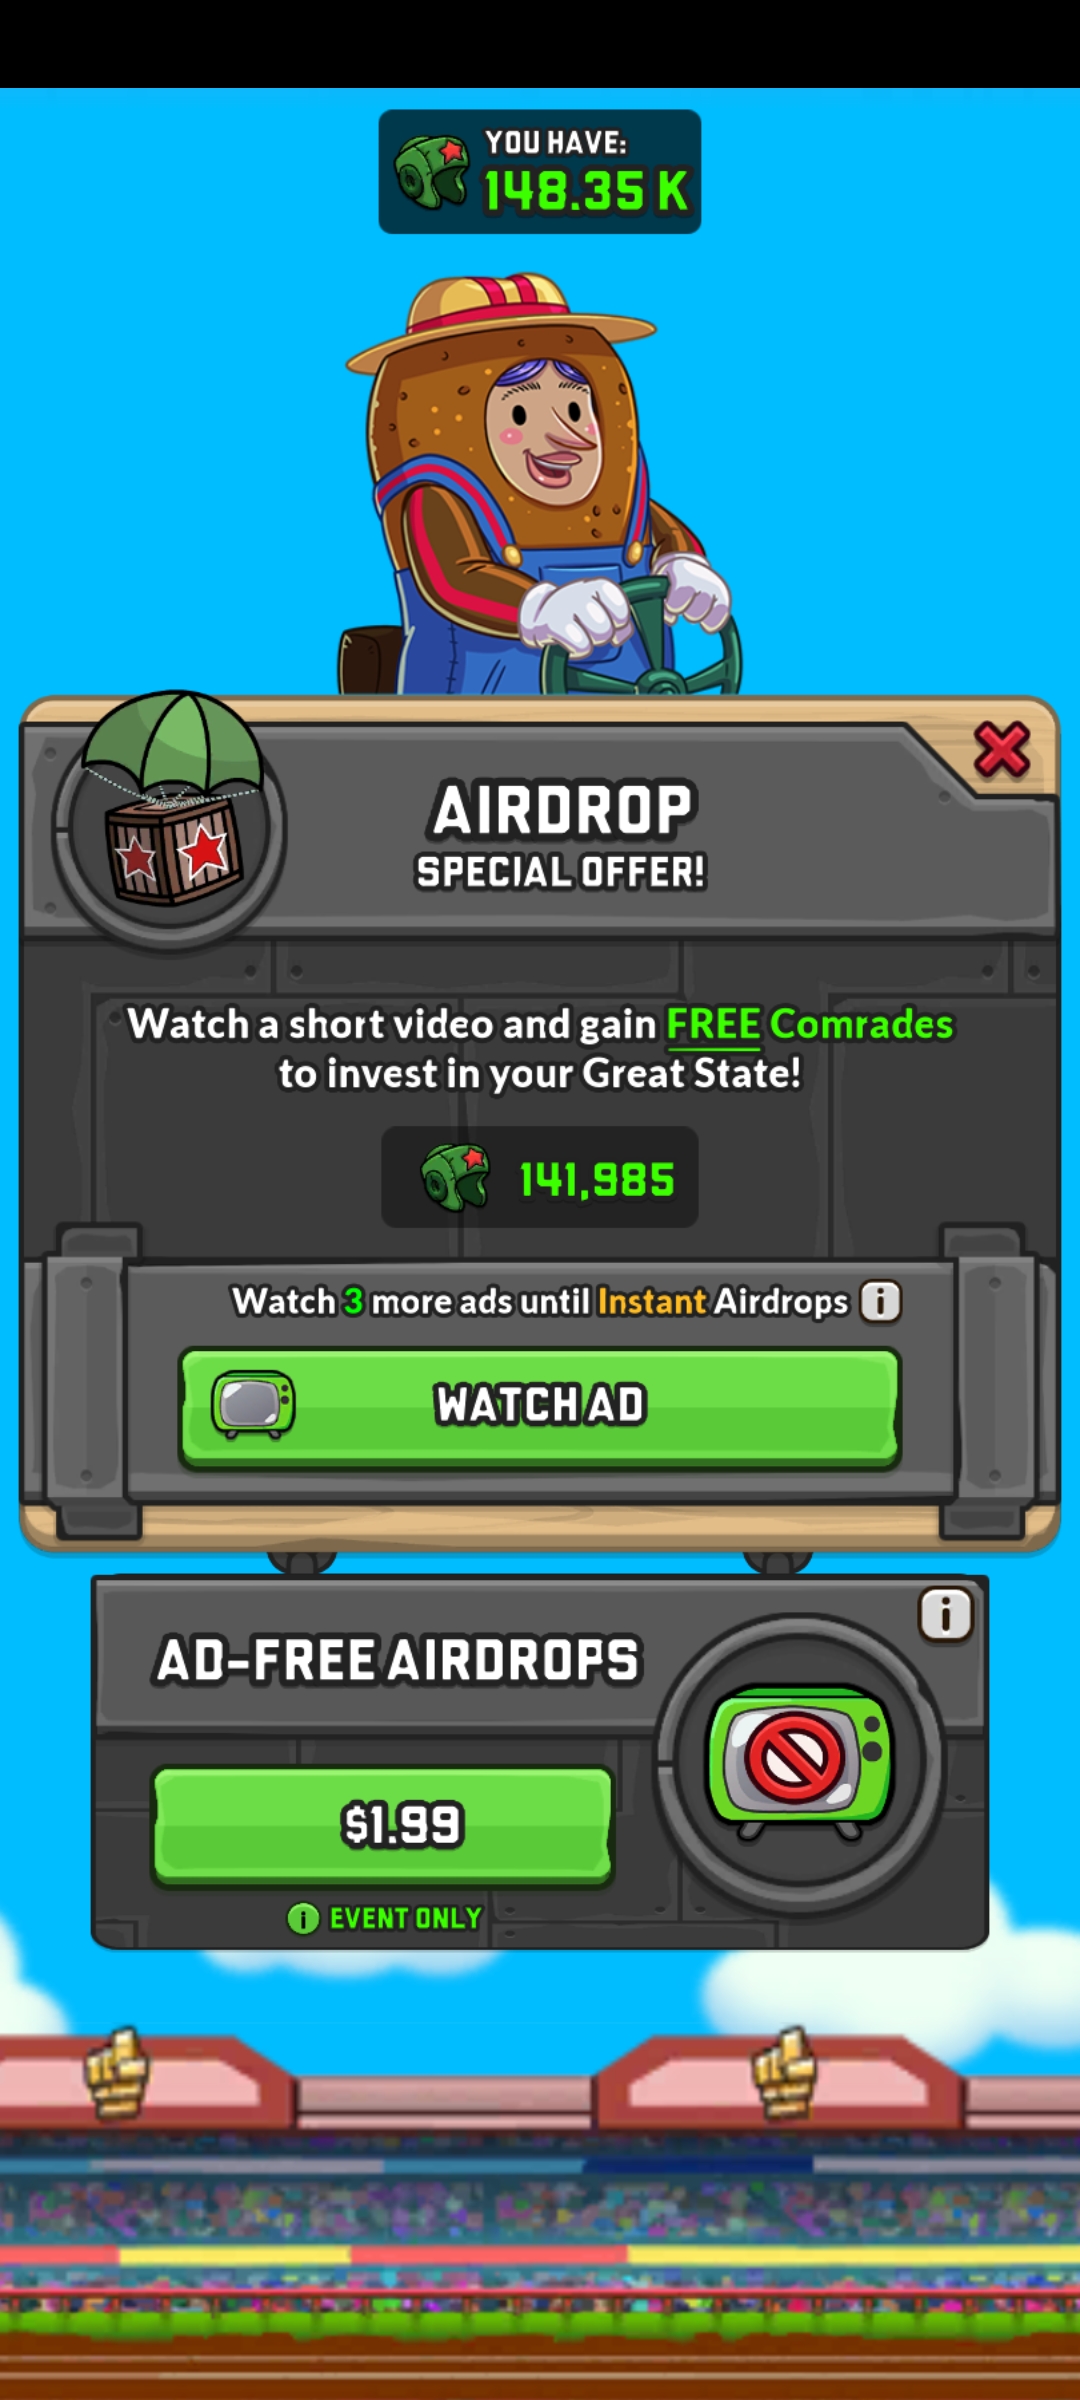 YOU HAVE:
148.35 K
AIRDROP
SPECIAL OFFER!
Watch a short video and gain FREE Comrades
to invest in your Great State!
141,985
Watch 3 more ads until Instant Airdrops
WATCH AD
AD-FREE AIRDROPS
$1.99
EVENT ONLY